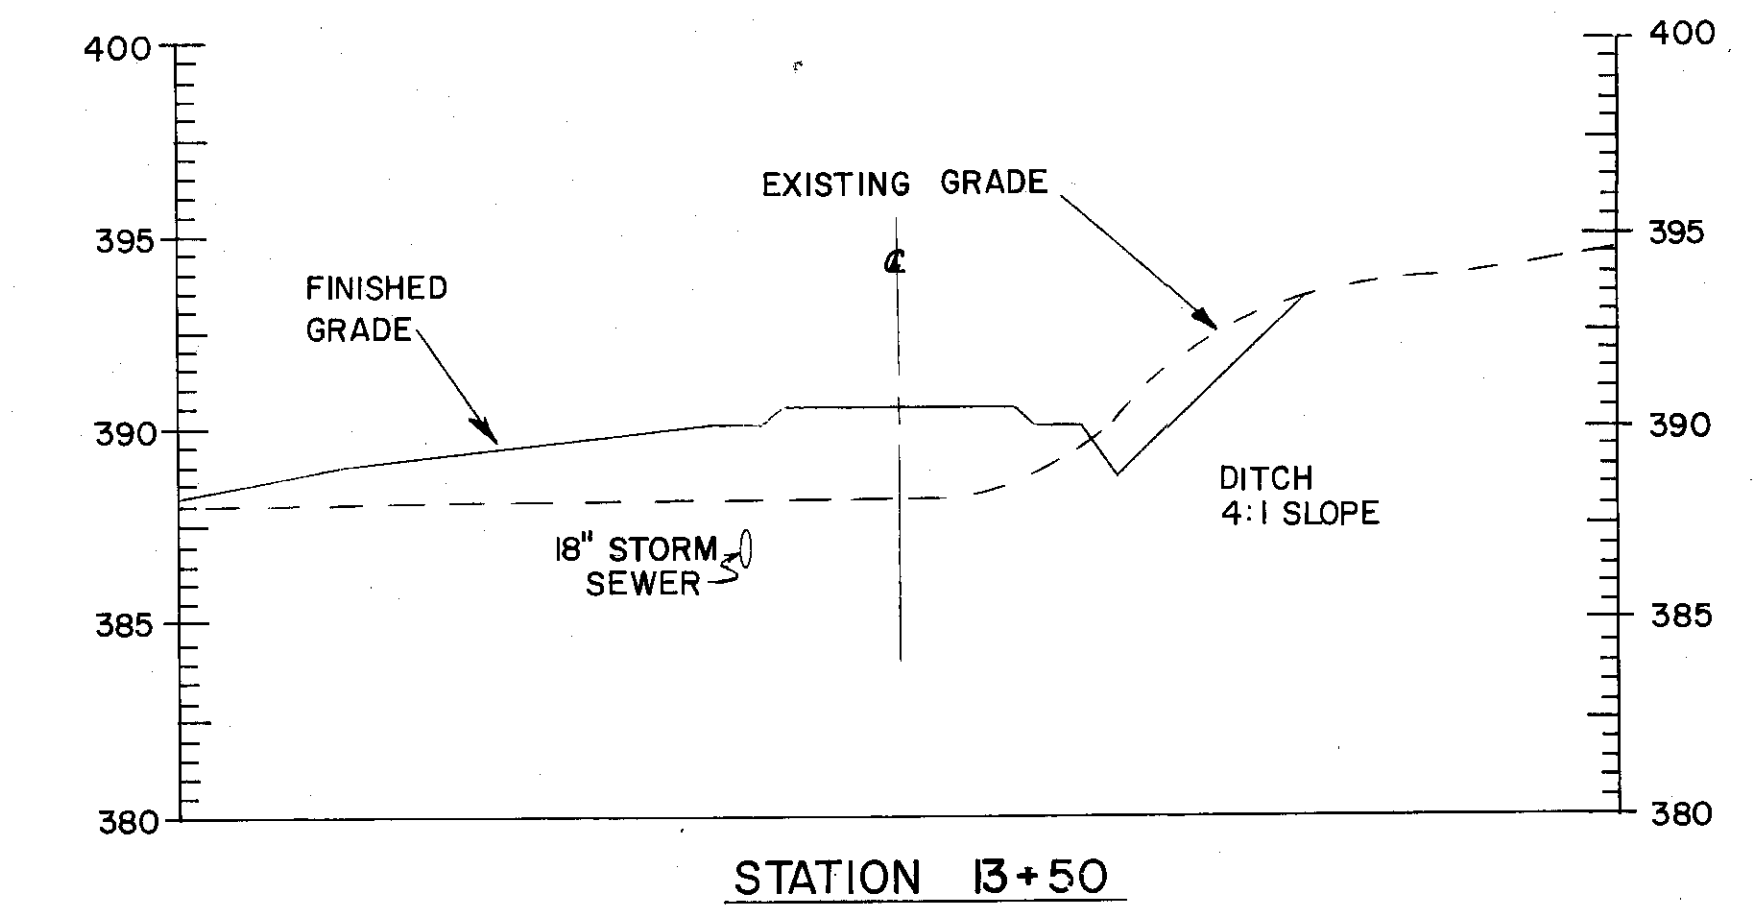 400
400
EXISTING GRADE
395
395
℄
FINISHED
GRADE
390
390
DITCH
4:1 SLOPE
18" STORM
SEWER
385
385
380
380
STATION 13+50